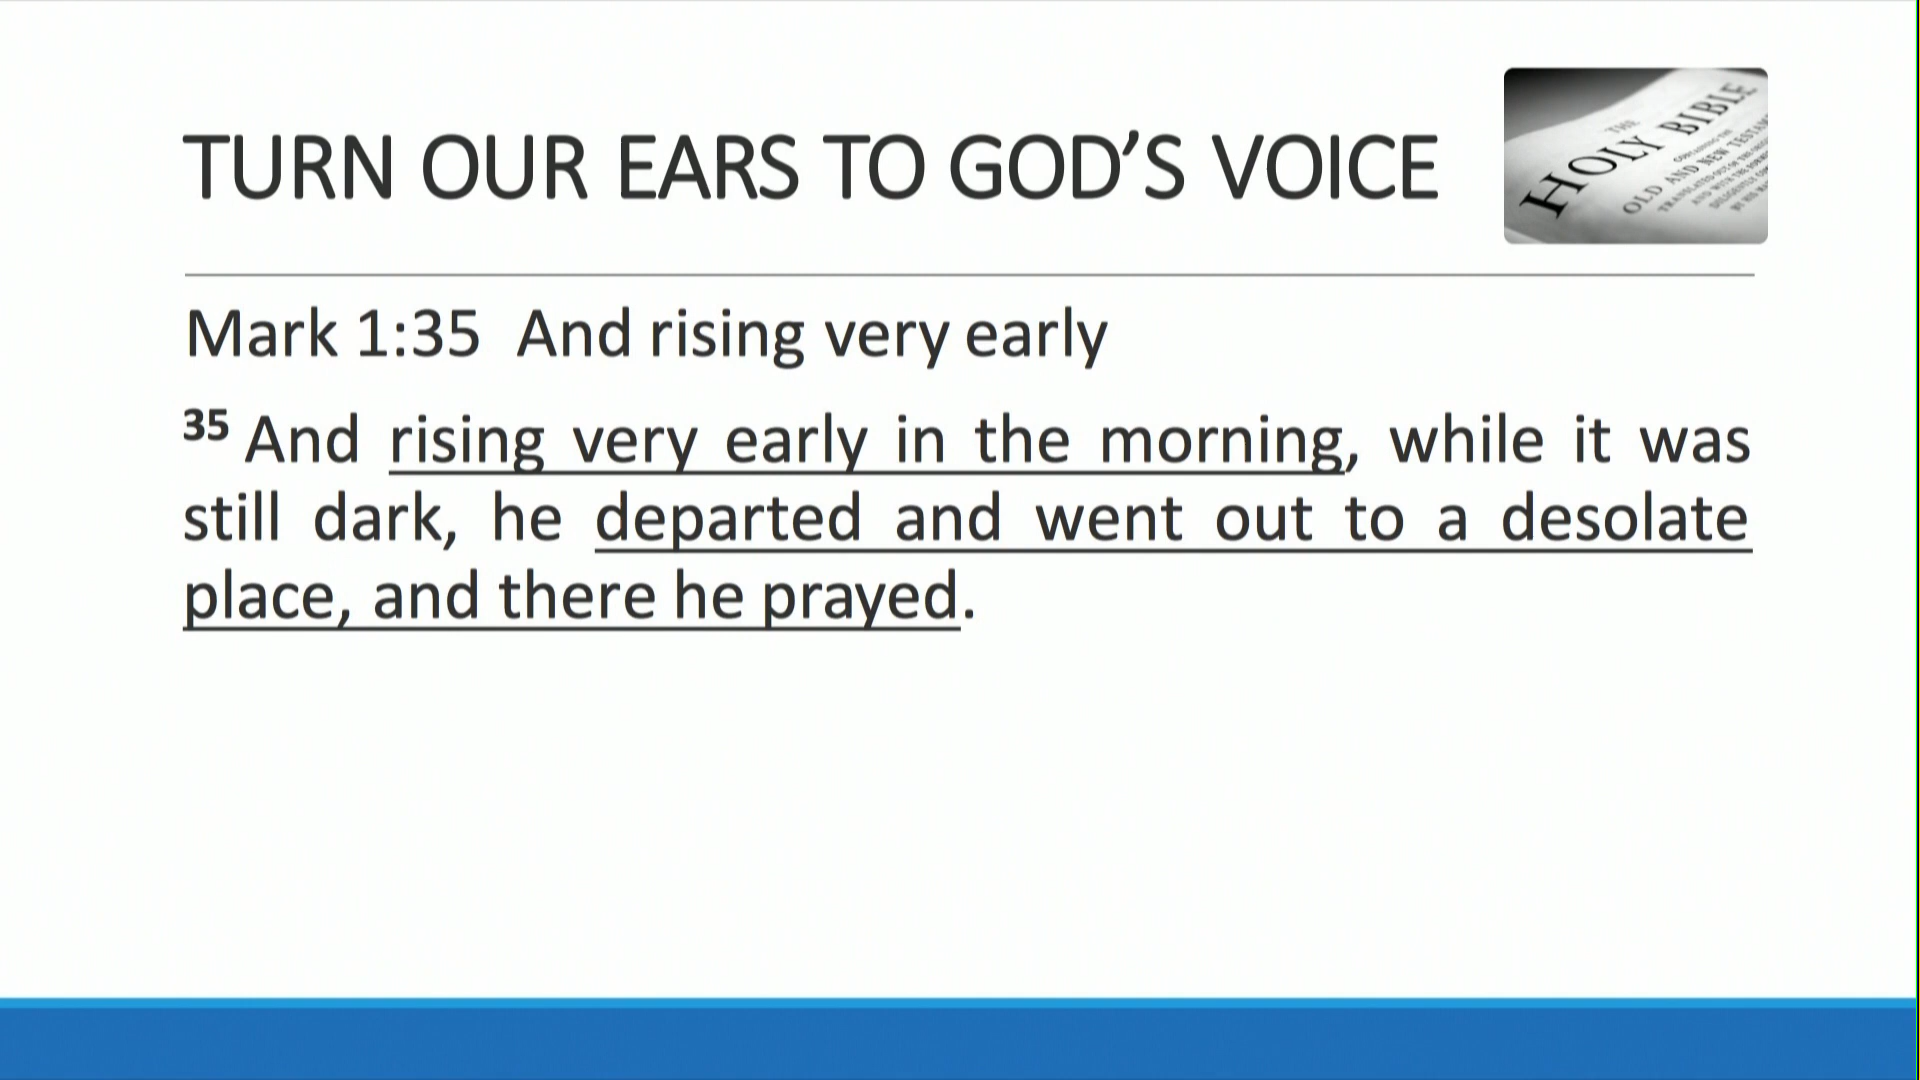 TURN OUR EARS TO GOD’S VOICE
THE
HOLY BIBLE
OLD AND NEW
Mark 1:35  And rising very early
35 And rising very early in the morning, while it was
still dark, he departed and went out to a desolate
place, and there he prayed.